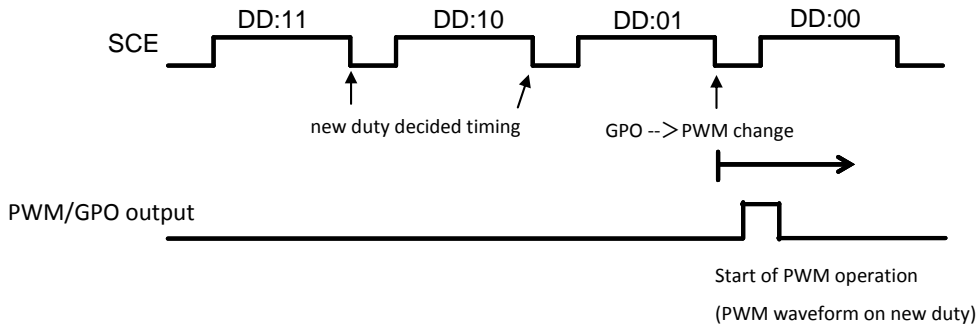 DD:11 DD:10 DD:01 DD:00
SCE
new duty decided timing GPO --＞PWM change
PWM/GPO output
Start of PWM operation
(PWM waveform on new duty)